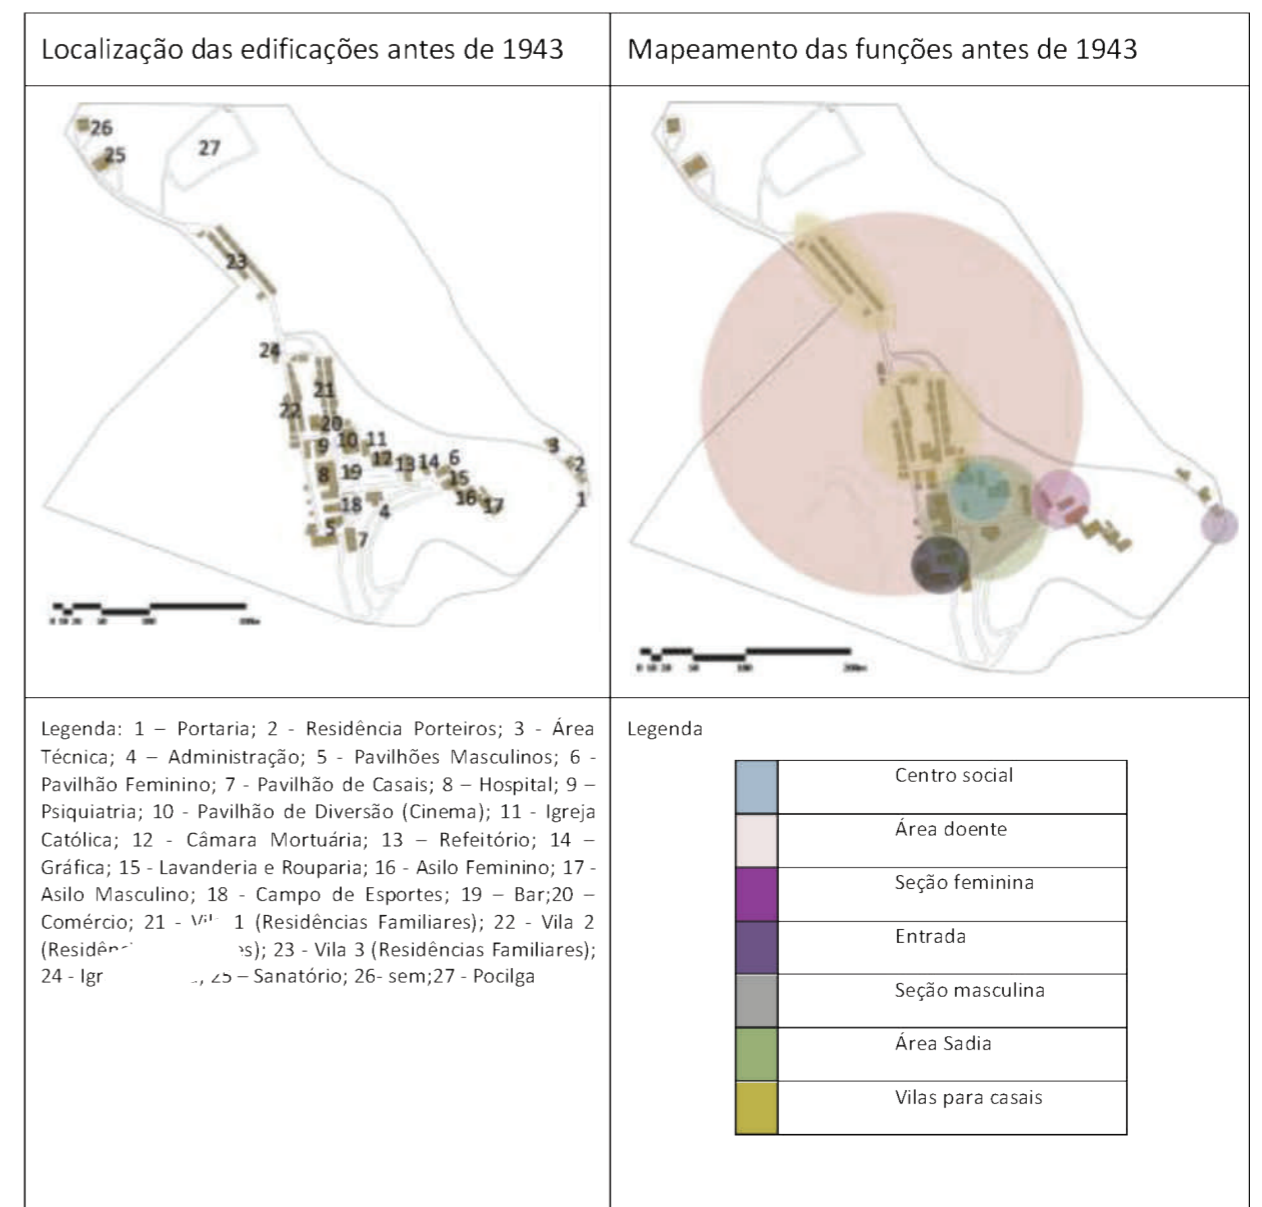 Localização das edificações antes de 1943
Mapeamento das funções antes de 1943
26
25
27
23
24
21
22
20
9
10
11
12
13
14
6
3
2
1
8
19
15
16
17
18
4
5
7
Legenda: 1 – Portaria; 2 - Residência Porteiros; 3 - Área
Técnica; 4 – Administração; 5 - Pavilhões Masculinos; 6 -
Pavilhão Feminino; 7 - Pavilhão de Casais; 8 – Hospital; 9 –
Psiquiatria; 10 - Pavilhão de Diversão (Cinema); 11 - Igreja
Católica; 12 - Câmara Mortuária; 13 – Refeitório; 14 –
Gráfica; 15 - Lavanderia e Rouparia; 16 - Asilo Feminino; 17 -
Asilo Masculino; 18 - Campo de Esportes; 19 – Bar;20 –
Comércio; 21 - 1 (Residências Familiares); 22 - Vila 2
23 - Vila 3 (Residências Familiares);
24 - 25 – Sanatório; 26- sem;27 - Pocilga
Legenda
Centro social
Área doente
Seção feminina
Entrada
Seção masculina
Área Sadia
Vilas para casais